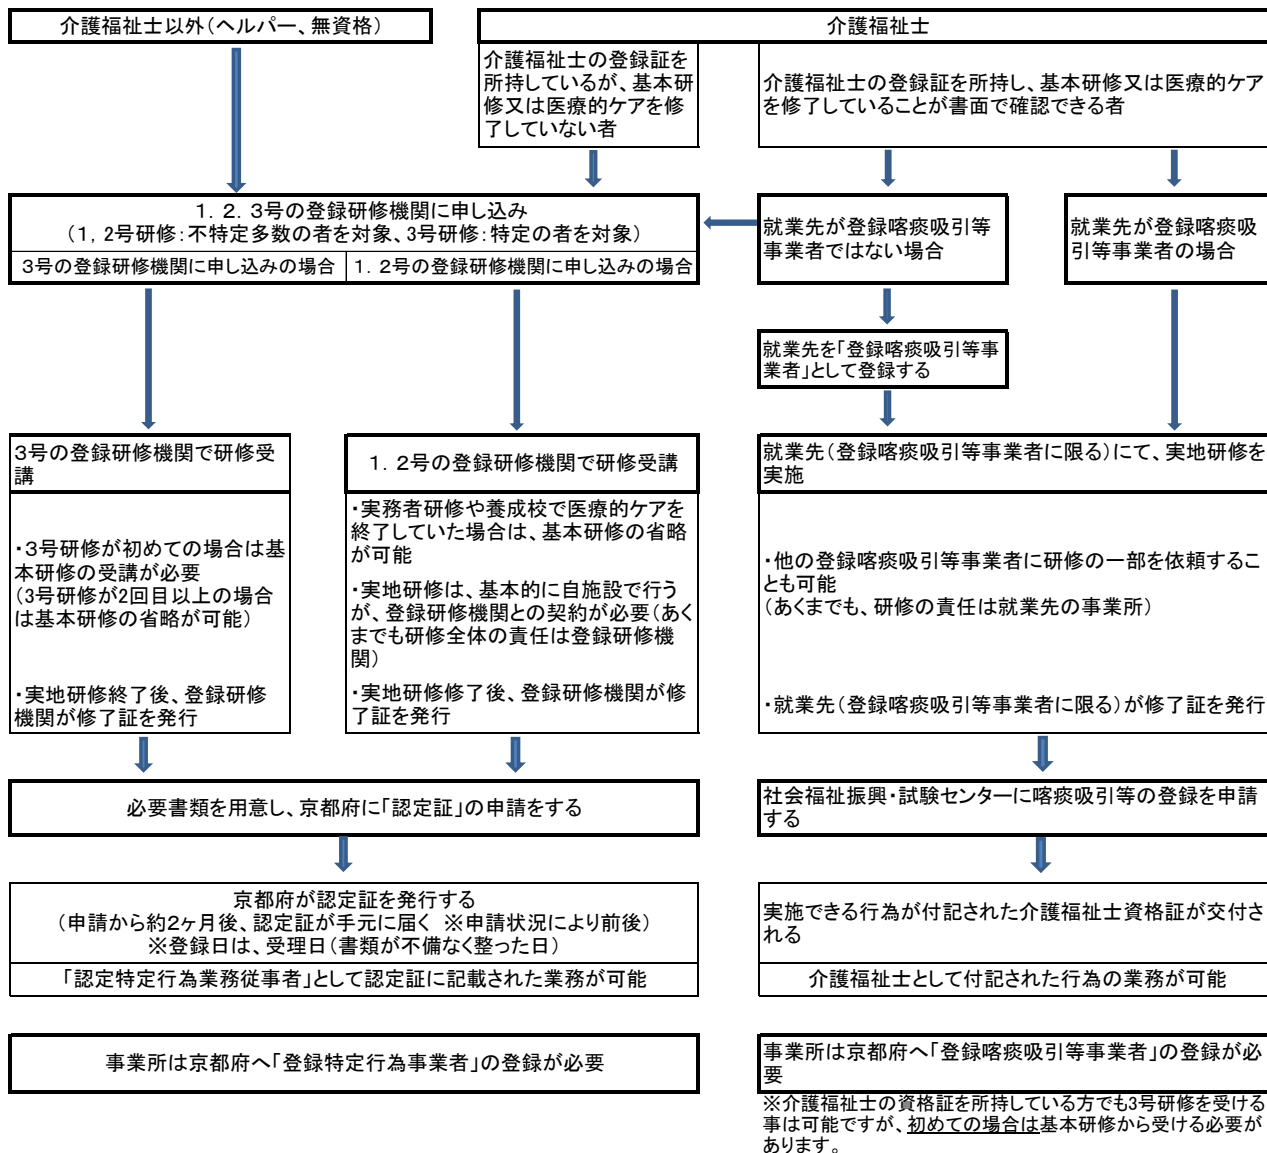 介護福祉士以外(ヘルパー、無資格)
介護福祉士
介護福祉士の登録証を
所持しているが、基本研
修又は医療的ケアを修
了していない者
介護福祉士の登録証を所持し、基本研修又は医療的ケア
を修了していることが書面で確認できる者
1．2．3号の登録研修機関に申し込み
(1，2号研修:不特定多数の者を対象、3号研修:特定の者を対象)
3号の登録研修機関に申し込みの場合
1．2号の登録研修機関に申し込みの場合
就業先が登録喀痰吸引等
事業者ではない場合
就業先が登録喀痰吸
引等事業者の場合
就業先を「登録喀痰吸引等事
業者」として登録する
3号の登録研修機関で研修受
講
・3号研修が初めての場合は基
本研修の受講が必要
(3号研修が2回目以上の場合
は基本研修の省略が可能)
・実地研修終了後、登録研修
機関が修了証を発行
1．2号の登録研修機関で研修受講
・実務者研修や養成校で医療的ケアを
終了していた場合は、基本研修の省略
が可能
・実地研修は、基本的に自施設で行う
が、登録研修機関との契約が必要(あく
までも研修全体の責任は登録研修機
関)
・実地研修修了後、登録研修機関が修
了証を発行
就業先(登録喀痰吸引等事業者に限る)にて、実地研修を
実施
・他の登録喀痰吸引等事業者に研修の一部を依頼するこ
とも可能
(あくまでも、研修の責任は就業先の事業所)
・就業先(登録喀痰吸引等事業者に限る)が修了証を発行
必要書類を用意し、京都府に「認定証」の申請をする
社会福祉振興・試験センターに喀痰吸引等の登録を申請
する
京都府が認定証を発行する
(申請から約2ヶ月後、認定証が手元に届く ※申請状況により前後)
※登録日は、受理日(書類が不備なく整った日)
「認定特定行為業務従事者」として認定証に記載された業務が可能
実施できる行為が付記された介護福祉士資格証が交付さ
れる
介護福祉士として付記された行為の業務が可能
事業所は京都府へ「登録特定行為事業者」の登録が必要
事業所は京都府へ「登録喀痰吸引等事業者」の登録が必
要
※介護福祉士の資格証を所持している方でも3号研修を受ける
事は可能ですが、初めての場合は基本研修から受ける必要が
あります。